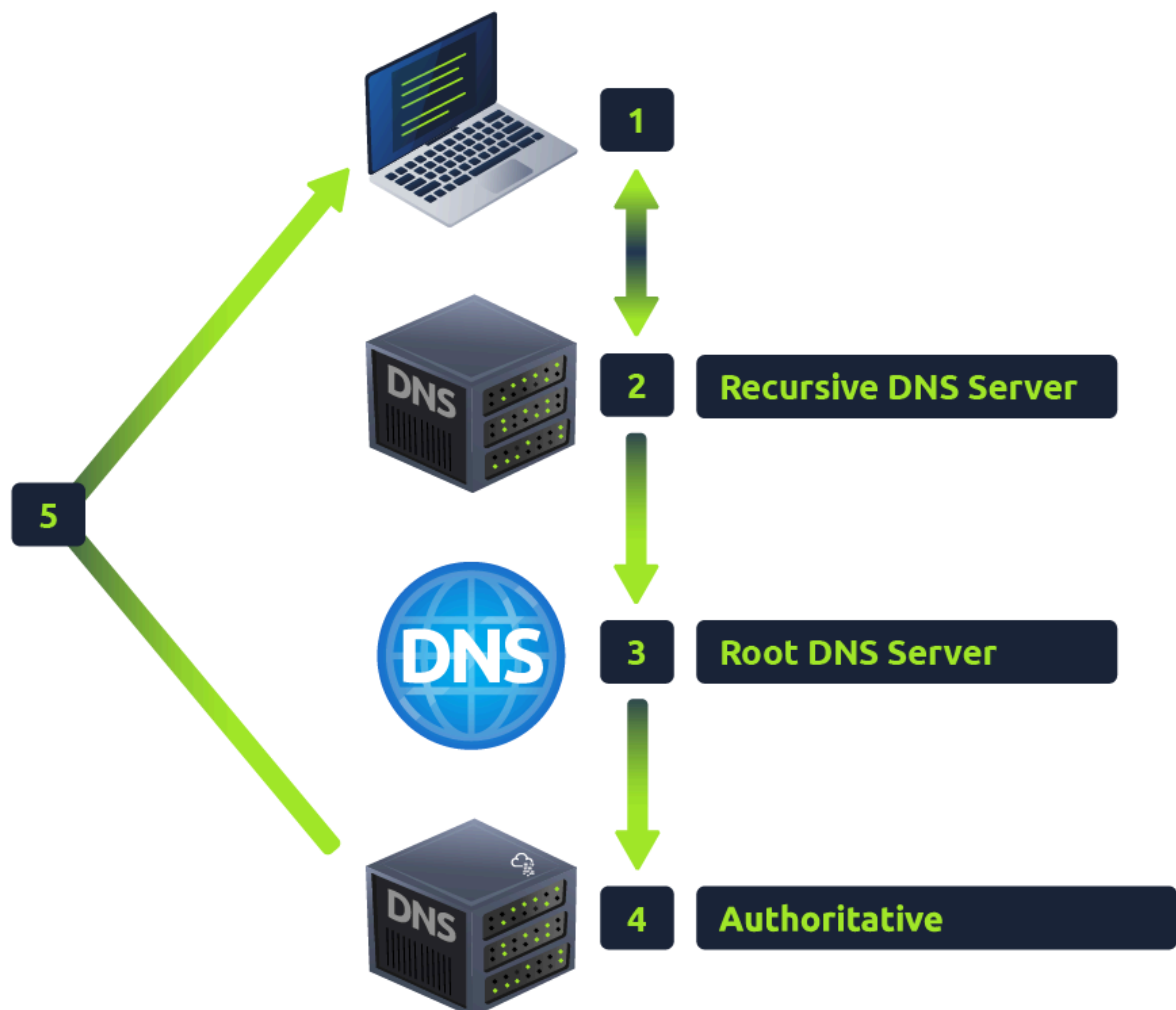 1
DNS
2
Recursive DNS Server
5
DNS
3
Root DNS Server
DNS
4
Authoritative